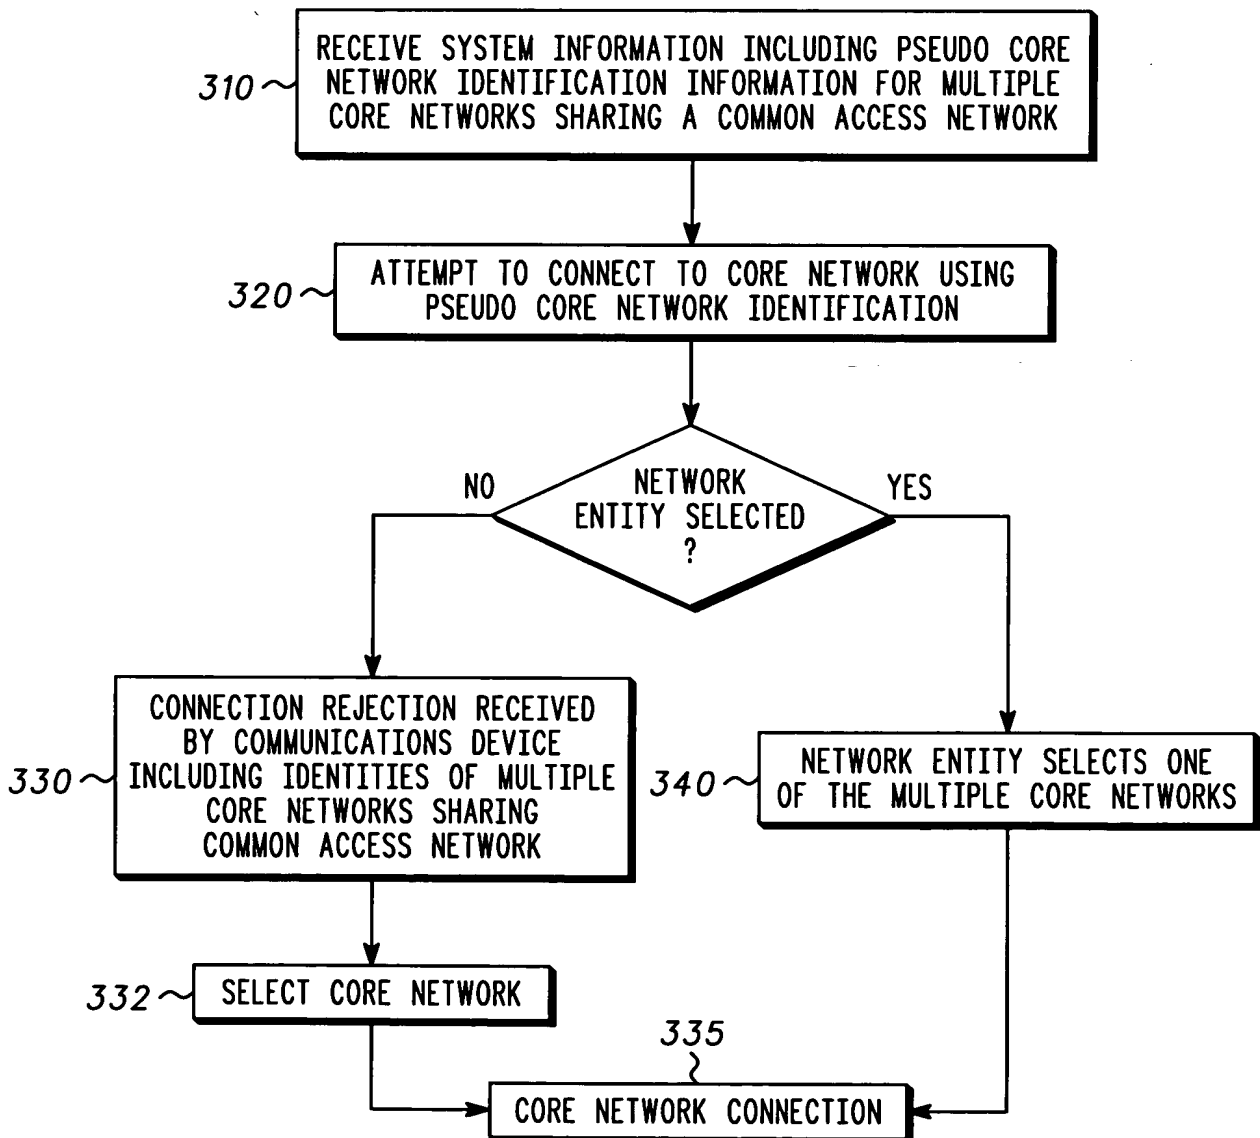 310
RECEIVE SYSTEM INFORMATION INCLUDING PSEUDO CORE
NETWORK IDENTIFICATION INFORMATION FOR MULTIPLE
CORE NETWORKS SHARING A COMMON ACCESS NETWORK
320
ATTEMPT TO CONNECT TO CORE NETWORK USING
PSEUDO CORE NETWORK IDENTIFICATION
NO
NETWORK
ENTITY SELECTED
?
YES
330
CONNECTION REJECTION RECEIVED
BY COMMUNICATIONS DEVICE
INCLUDING IDENTITIES OF MULTIPLE
CORE NETWORKS SHARING
COMMON ACCESS NETWORK
340
NETWORK ENTITY SELECTS ONE
OF THE MULTIPLE CORE NETWORKS
332
SELECT CORE NETWORK
335
CORE NETWORK CONNECTION